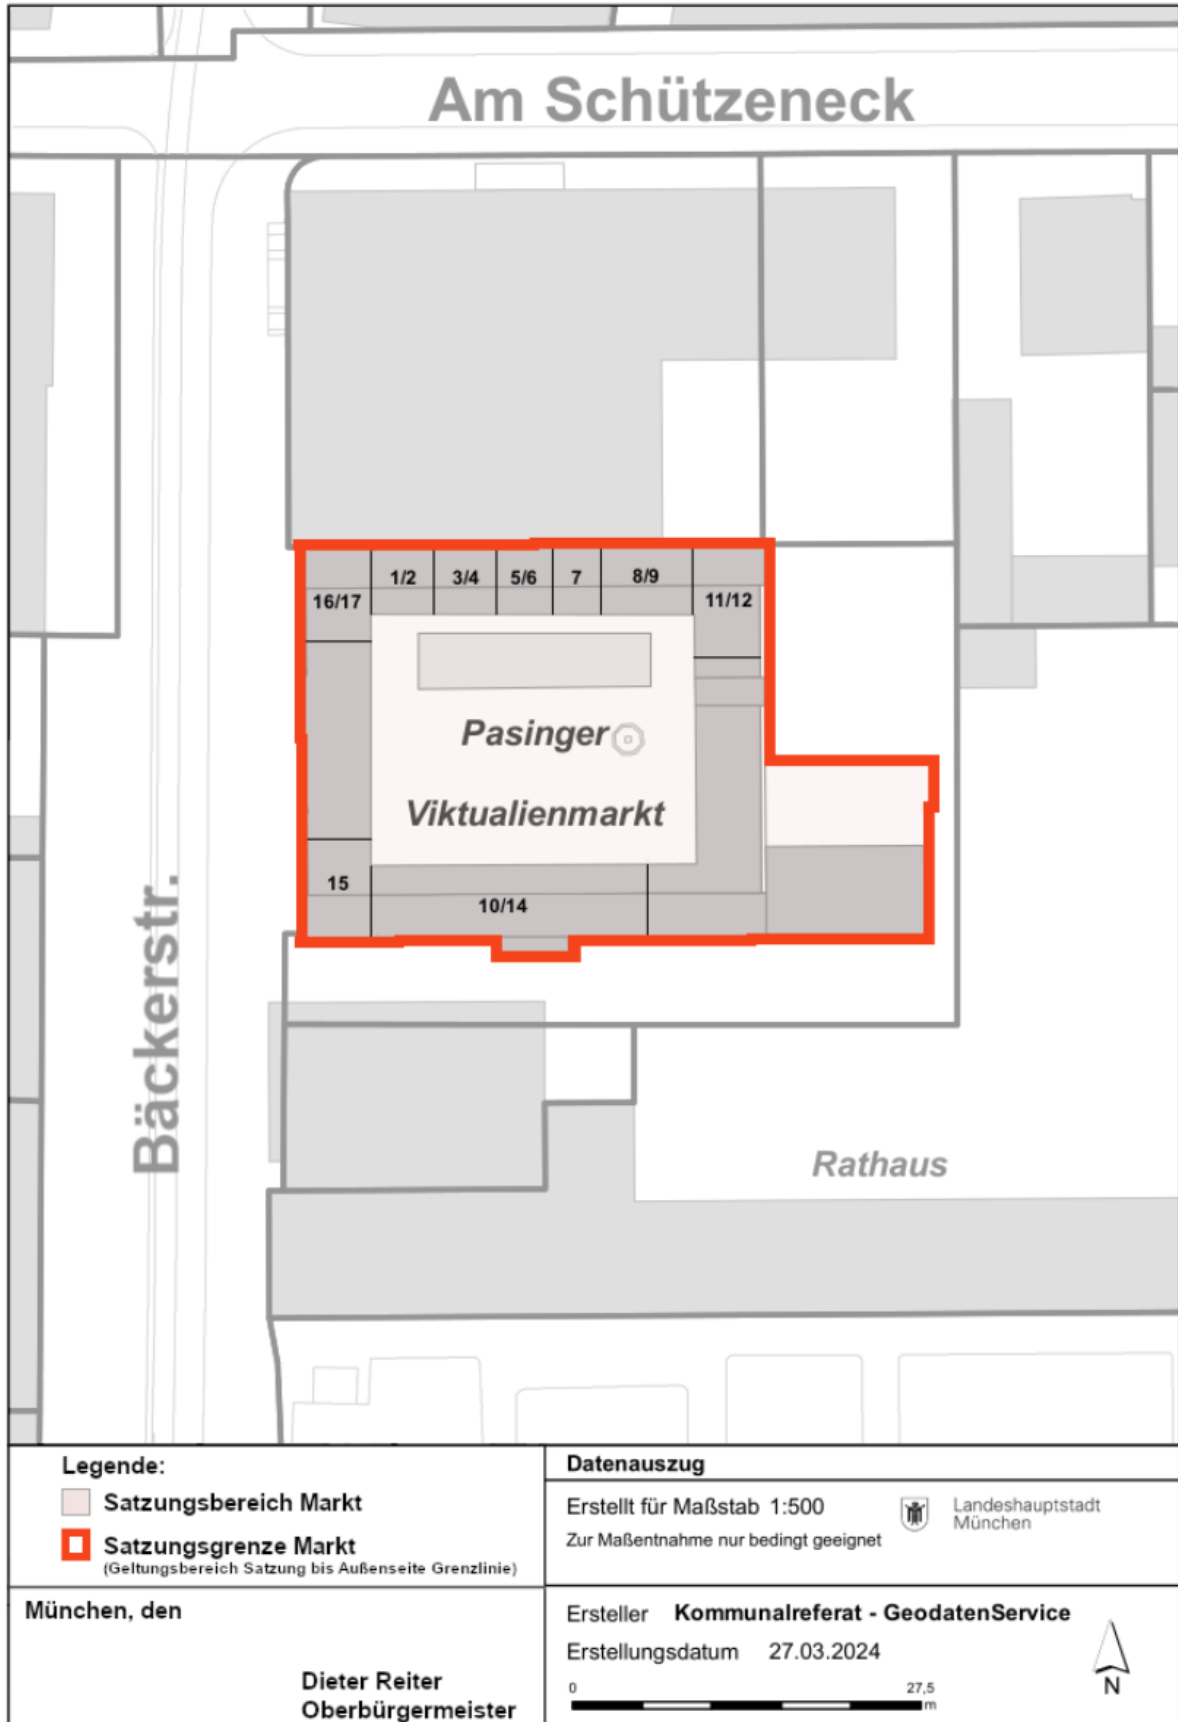 Am Schützeneck
1/2
3/4
5/6
7
8/9
16/17
11/12
Pasinger
Viktualienmarkt
15
10/14
Bäckerstr.
Rathaus
Legende:
Satzungsbereich Markt
Satzungsgrenze Markt
(Geltungsbereich Satzung bis Außenseite Grenzlinie)
München, den
Dieter Reiter
Oberbürgermeister
Datenauszug
Erstellt für Maßstab 1:500
Zur Maßentnahme nur bedingt geeignet
Landeshauptstadt
München
Ersteller Kommunalreferat - GeodatenService
Erstellungsdatum 27.03.2024
0 27,5
m
N